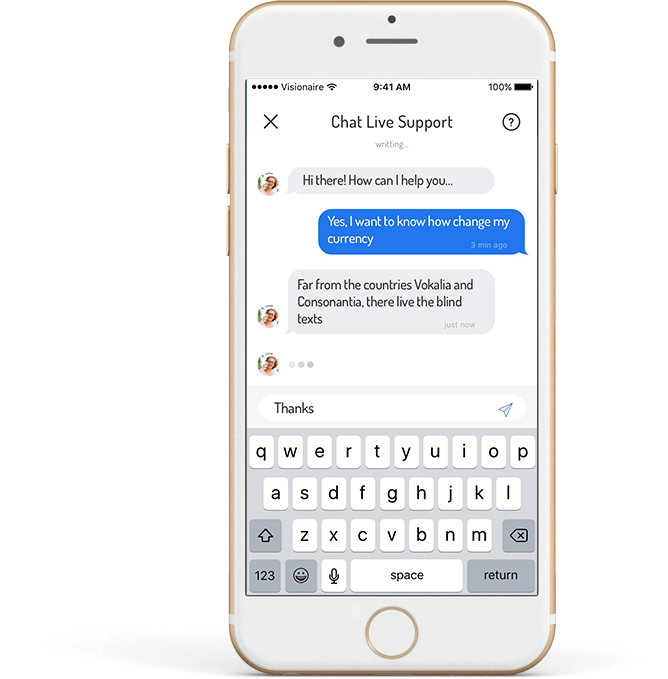 Visionaire 9:41 AM 100%
Chat Live Support ?
writting...
Hi there! How can I help you...
Yes, I want to know how change my
currency
3 min ago
Far from the countries Vokalia and
Consonantia, there live the blind
texts
just now
Thanks
q w e r t y u i o p
a s d f g h j k l
z x c v b n m
123 space return